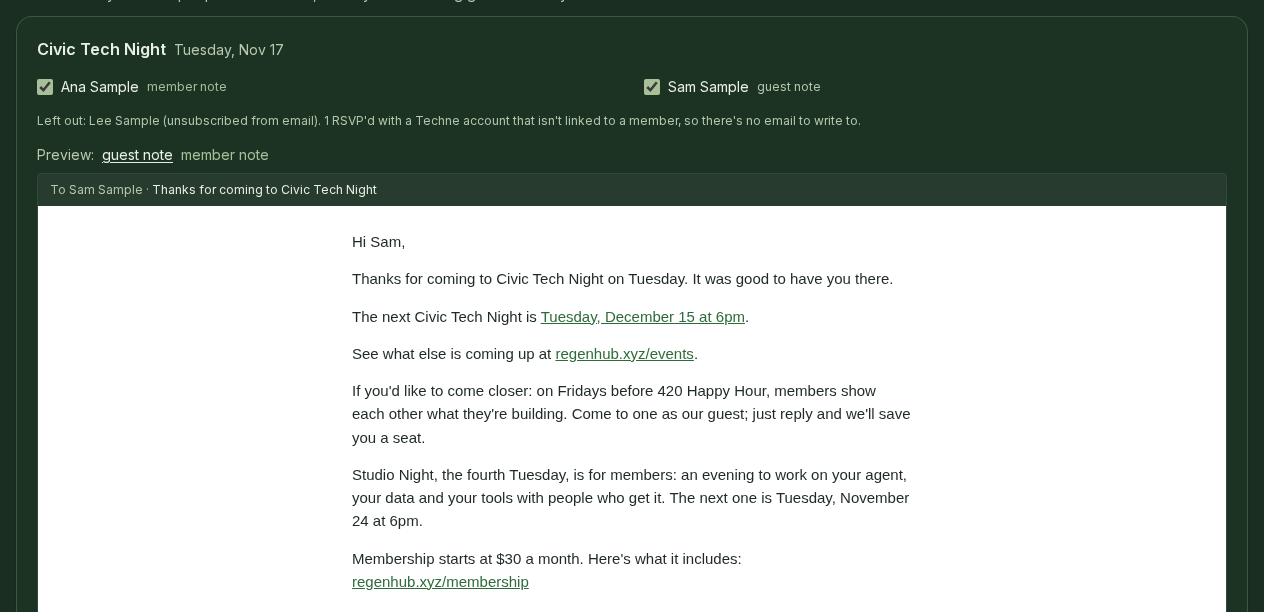 Civic Tech Night Tuesday, Nov 17
Ana Sample member note
Sam Sample guest note
Left out: Lee Sample (unsubscribed from email). 1 RSVP'd with a Techne account that isn't linked to a member, so there's no email to write to.
Preview: guest note member note
To Sam Sample · Thanks for coming to Civic Tech Night
Hi Sam,
Thanks for coming to Civic Tech Night on Tuesday. It was good to have you there.
The next Civic Tech Night is Tuesday, December 15 at 6pm.
See what else is coming up at regenhub.xyz/events.
If you'd like to come closer: on Fridays before 420 Happy Hour, members show
each other what they're building. Come to one as our guest; just reply and we'll save
you a seat.
Studio Night, the fourth Tuesday, is for members: an evening to work on your agent,
your data and your tools with people who get it. The next one is Tuesday, November
24 at 6pm.
Membership starts at $30 a month. Here's what it includes:
regenhub.xyz/membership